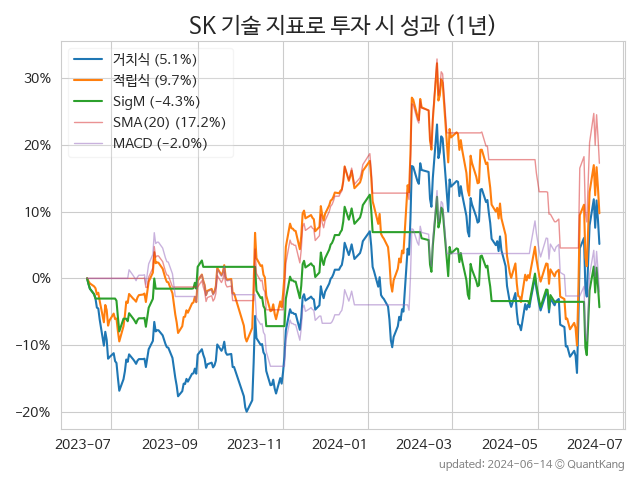 SK 기술 지표로 투자 시 성과 (1년)
거치식 (5.1%)
적립식 (9.7%)
SigM (−4.3%)
SMA(20) (17.2%)
MACD (−2.0%)
30%
20%
10%
0%
−10%
−20%
2023-07 2023-09 2023-11 2024-01 2024-03 2024-05 2024-07
updated: 2024-06-14 © QuantKang